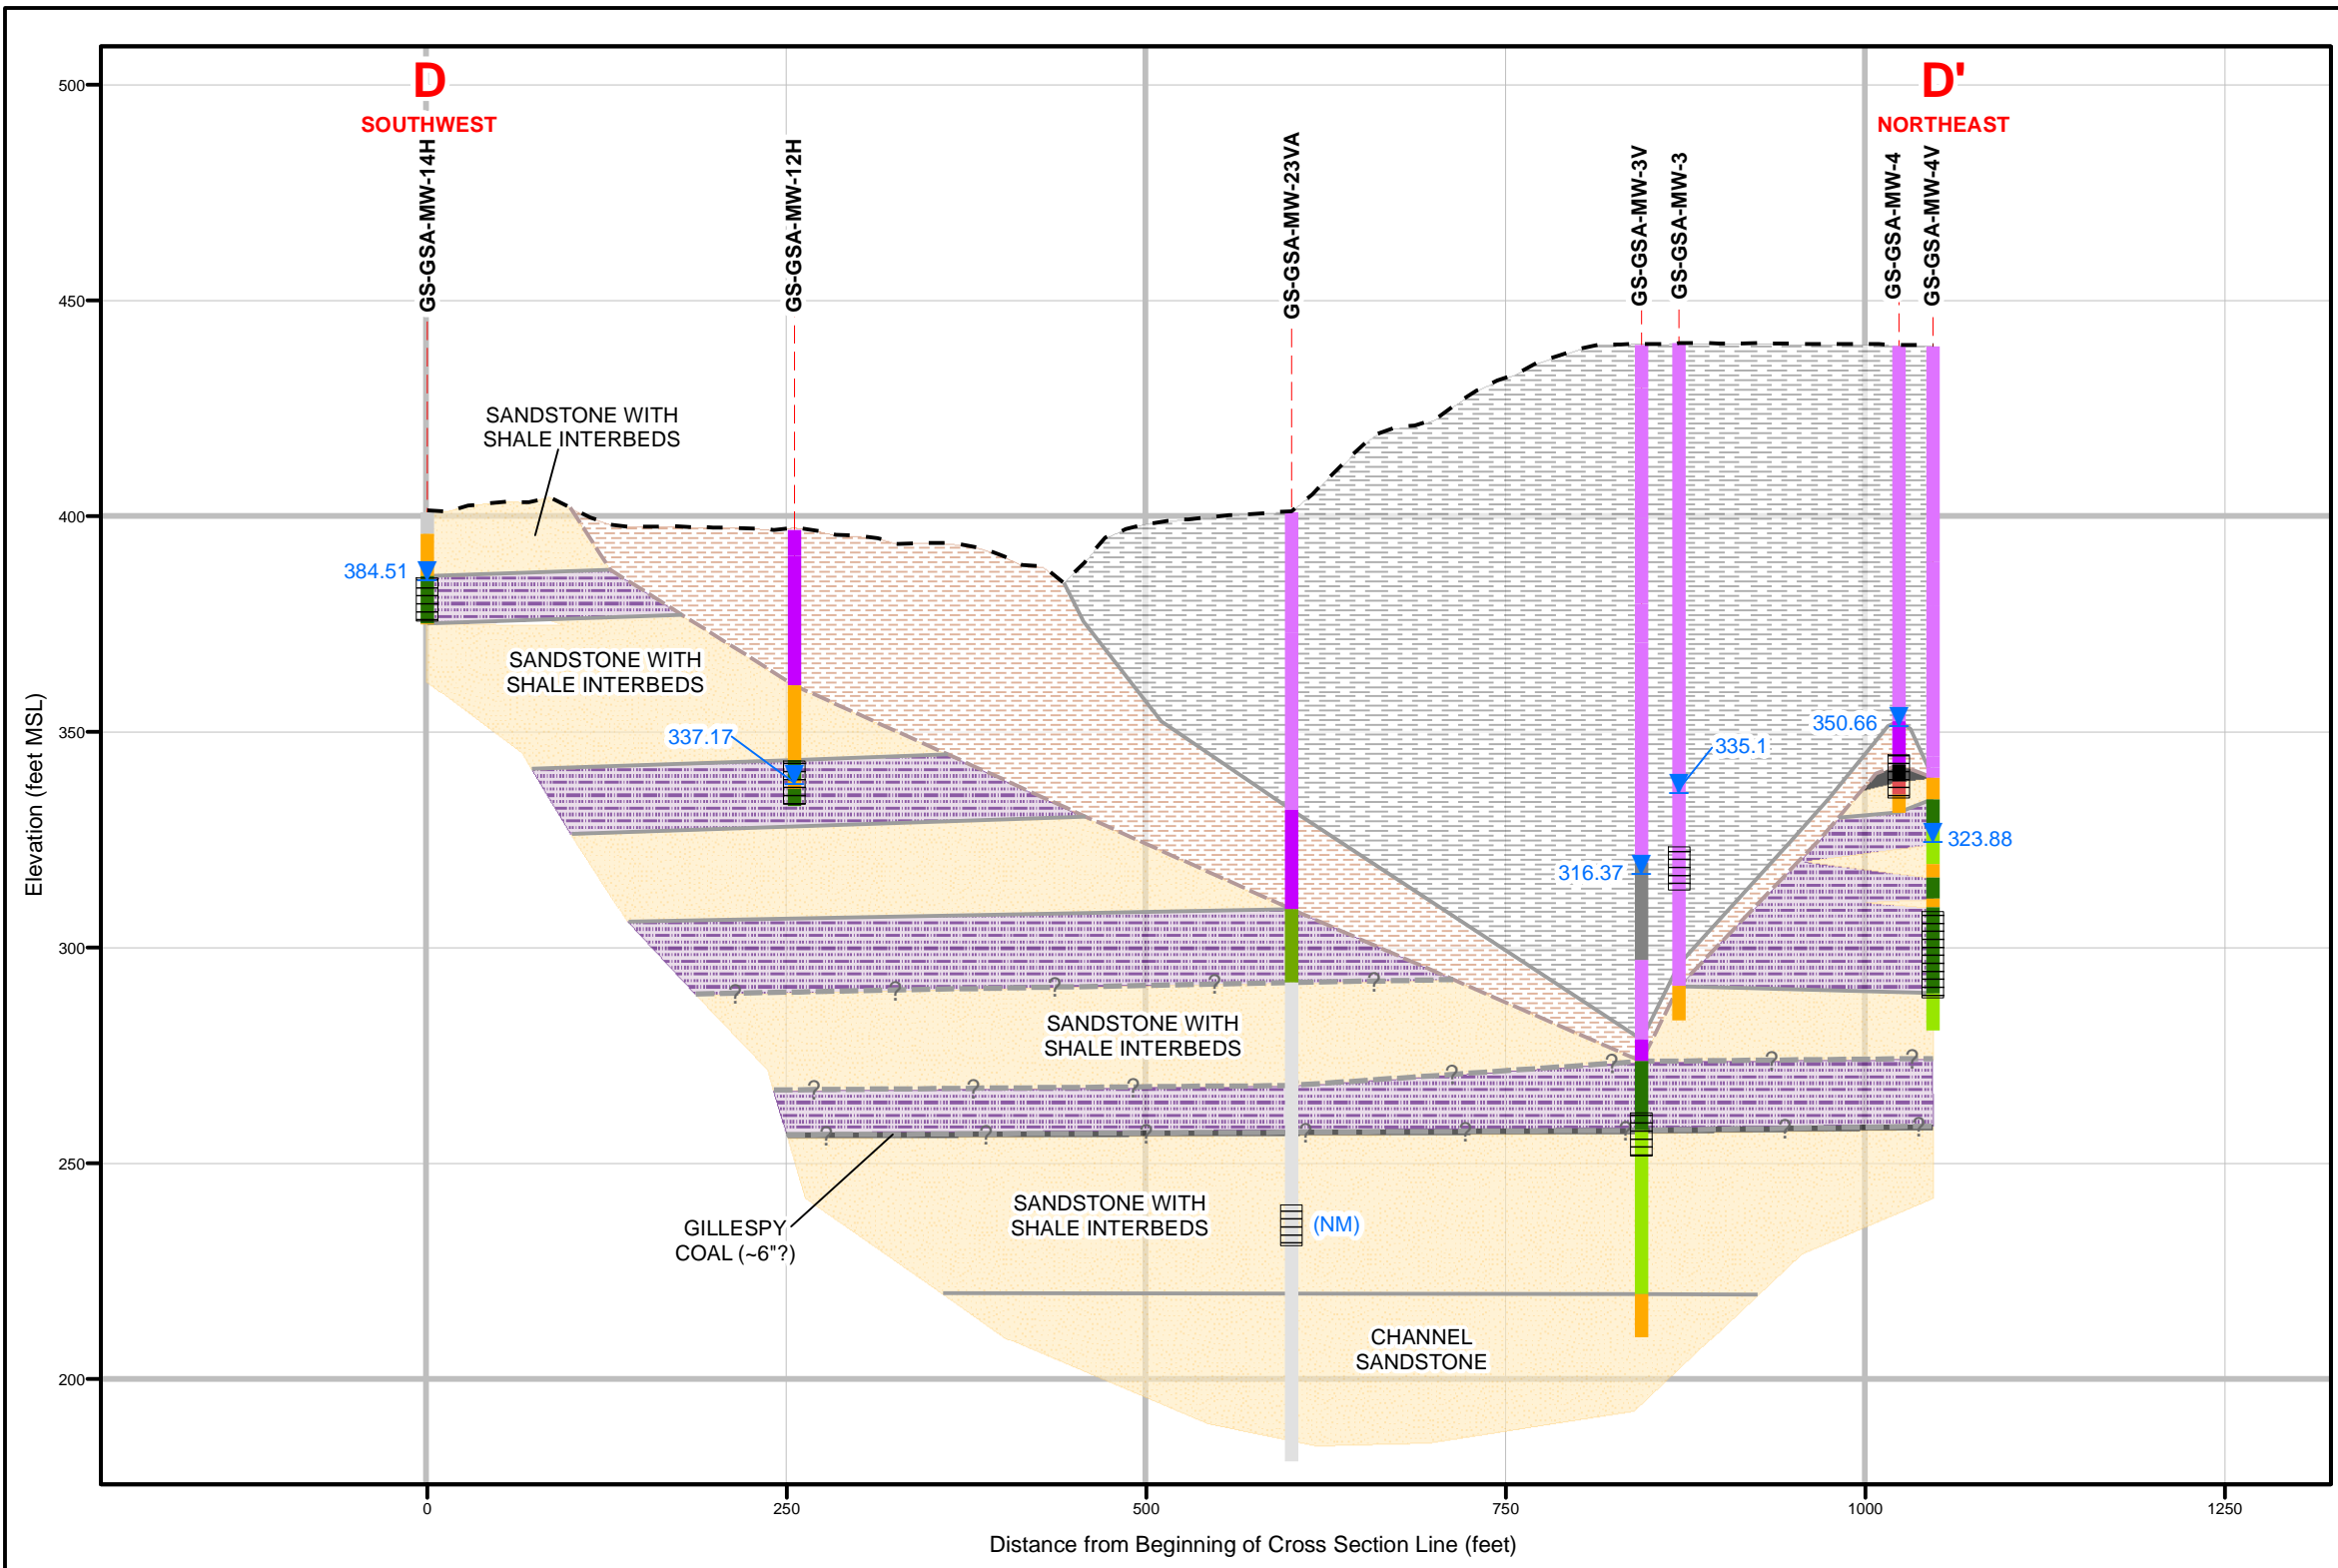 D
D'
SOUTHWEST
NORTHEAST
GS-GSA-MW-14H
GS-GSA-MW-12H
GS-GSA-MW-23VA
GS-GSA-MW-3V
GS-GSA-MW-3
GS-GSA-MW-4
GS-GSA-MW-4V
500
450
400
350
300
250
200
Elevation (feet MSL)
SANDSTONE WITH
SHALE INTERBEDS
384.51
SANDSTONE WITH
SHALE INTERBEDS
337.17
350.66
335.1
323.88
316.37
? ? ? ? ?
SANDSTONE WITH
SHALE INTERBEDS
? ? ? ? ? ? ?
? ? ? ? ? ? ? ?
SANDSTONE WITH
SHALE INTERBEDS
(NM)
GILLESPY
COAL (~6"?)
CHANNEL
SANDSTONE
0
250
500
750
1000
1250
Distance from Beginning of Cross Section Line (feet)